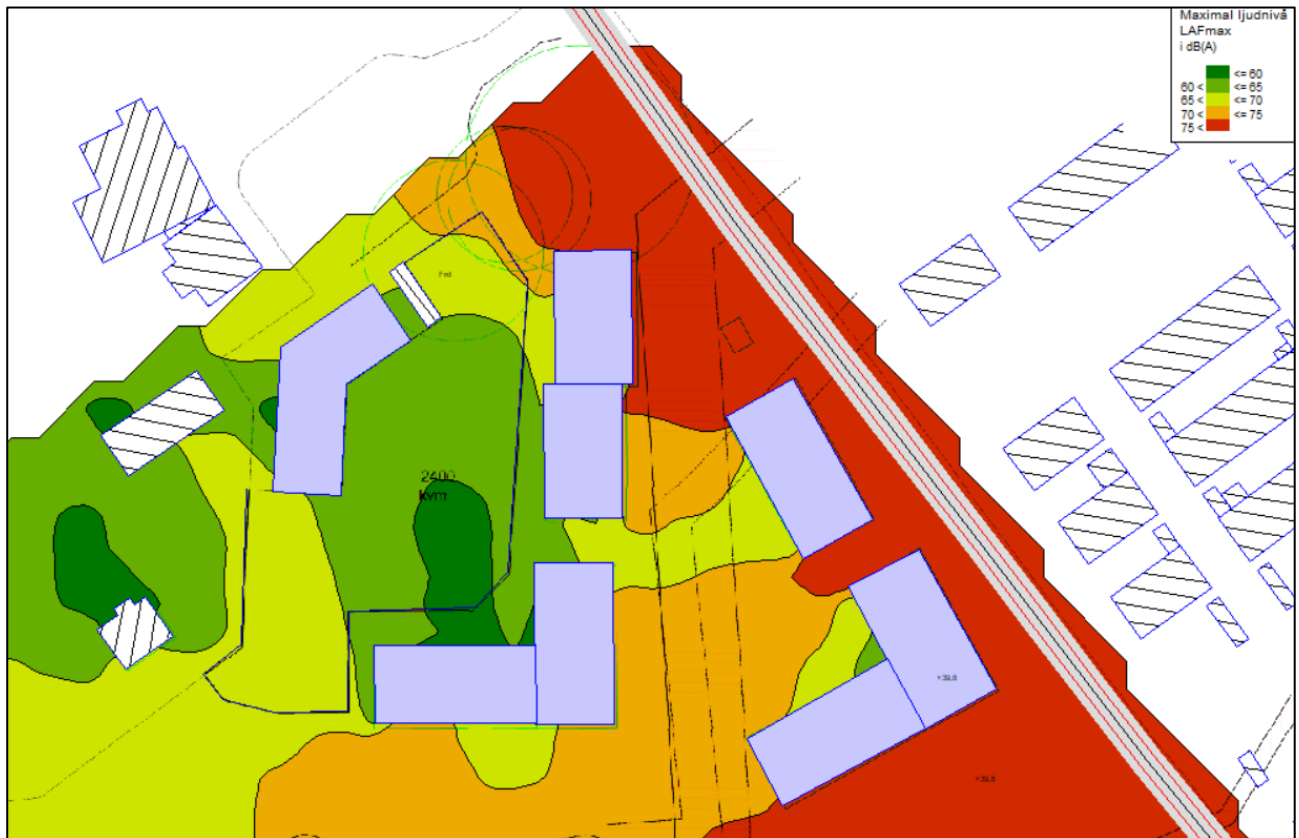 Maximal ljudnivå
LAFmax
i dB(A)
<= 60
60 < <= 65
65 < <= 70
70 < <= 75
75 <
2400
kvm